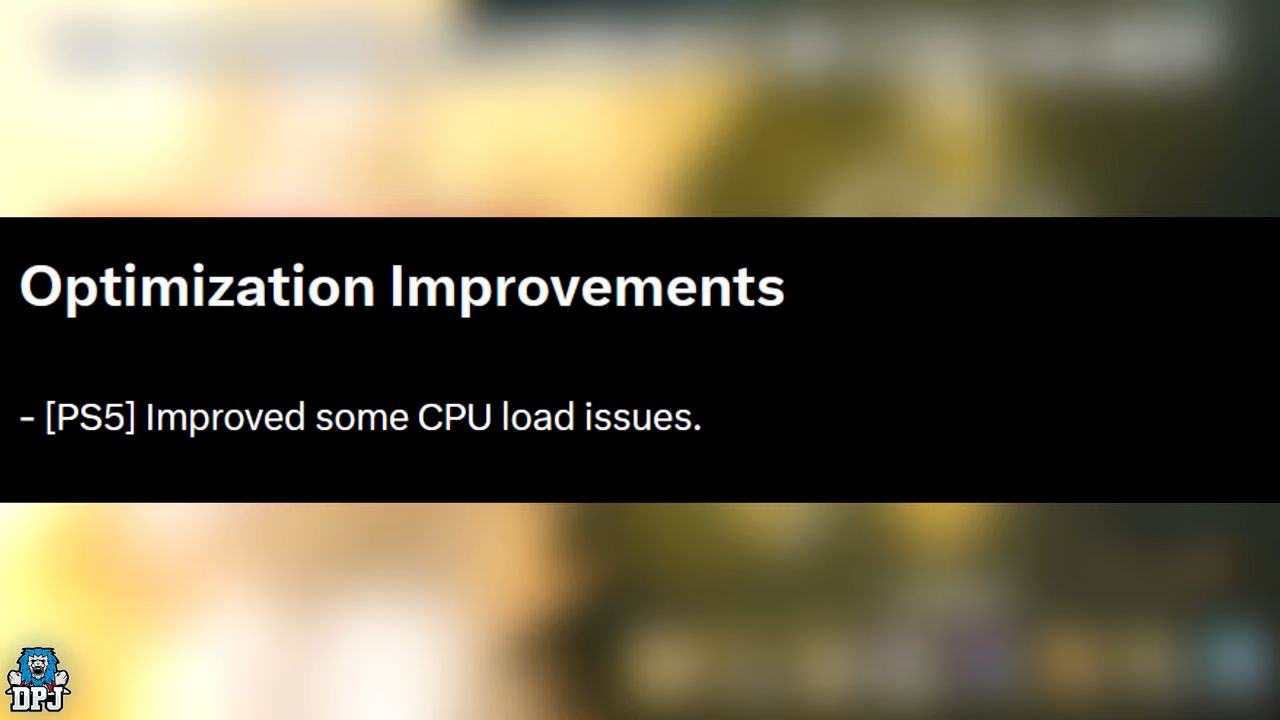 Optimization Improvements
- [PS5] Improved some CPU load issues.
DPJ